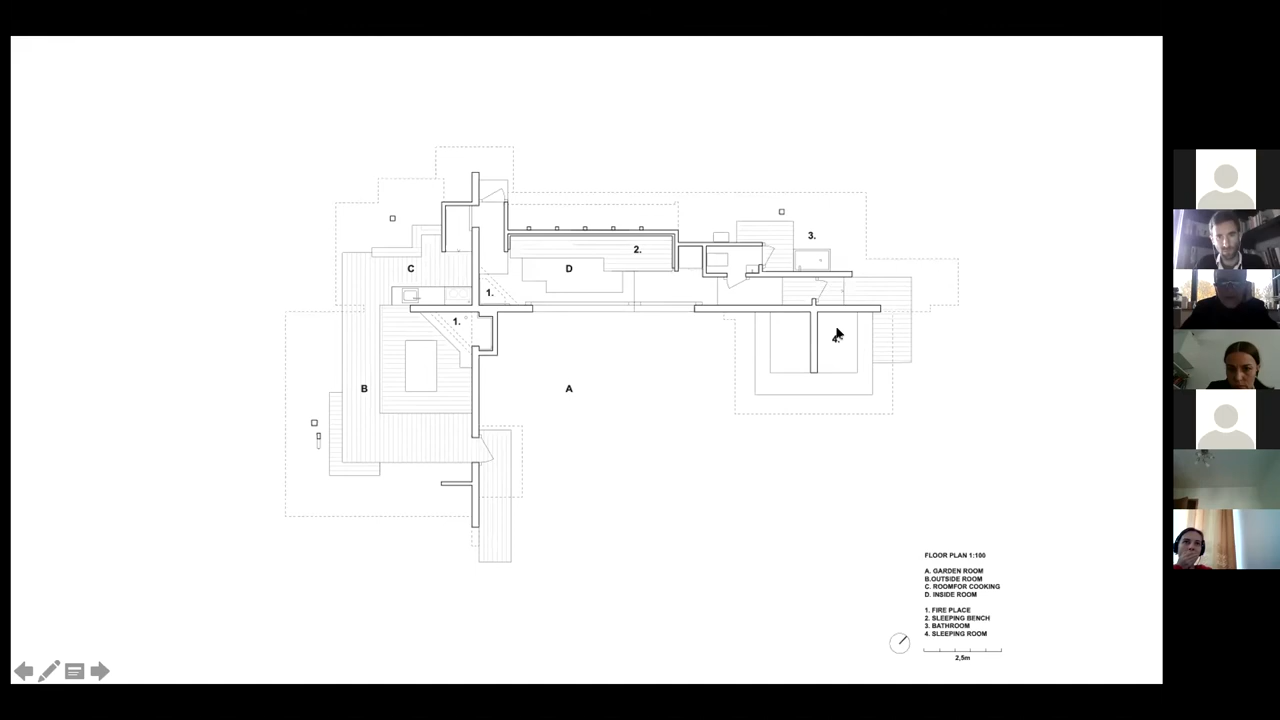 3.
2.
C
D
1.
1.
4.
B
A
FLOOR PLAN 1:100
A. GARDEN ROOM
B.OUTSIDE ROOM
C. ROOMFOR COOKING
D. INSIDE ROOM
1. FIRE PLACE
2. SLEEPING BENCH
3. BATHROOM
4. SLEEPING ROOM
2,5m